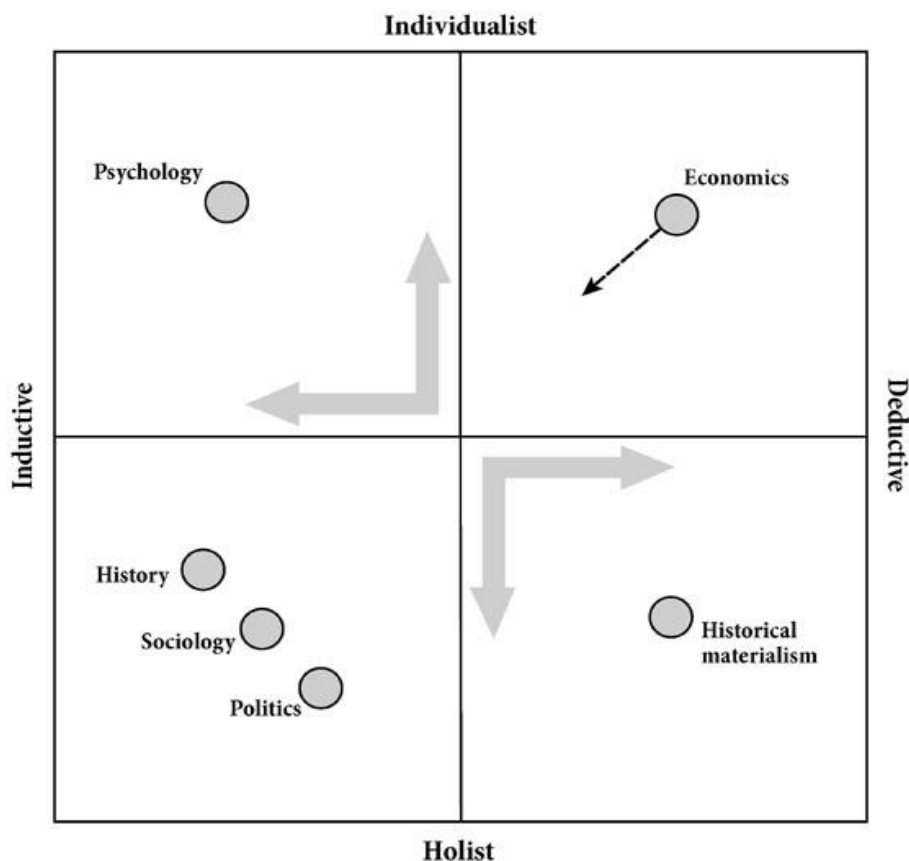 Individualist
Psychology
Economics
Inductive
Deductive
History
Sociology
Politics
Historical
materialism
Holist